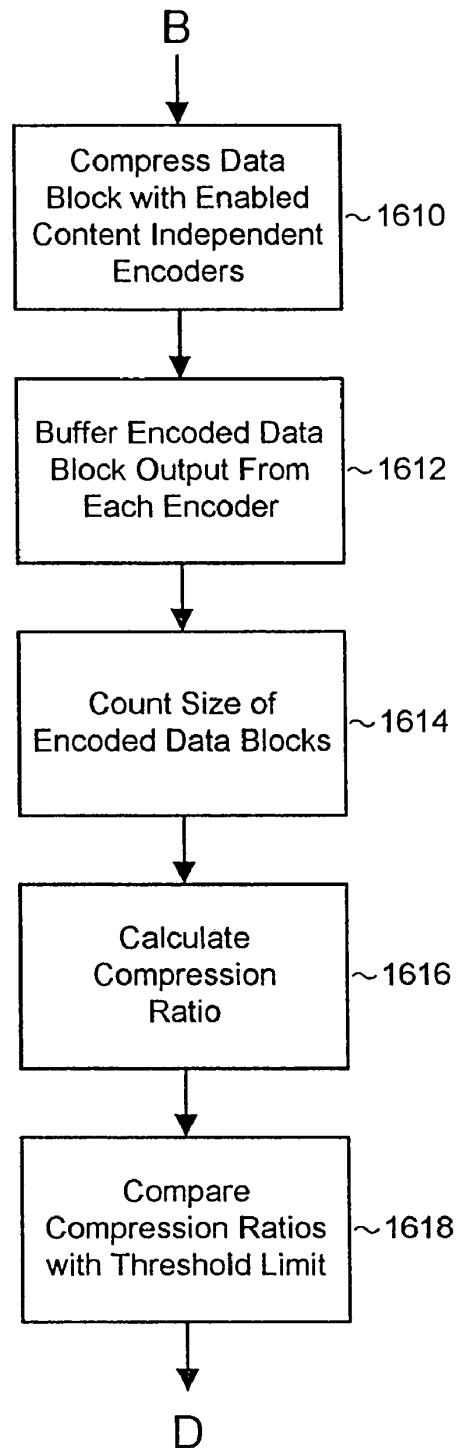 B
Compress Data
Block with Enabled
Content Independent
Encoders
~1610
Buffer Encoded Data
Block Output From
Each Encoder
~1612
Count Size of
Encoded Data Blocks
~1614
Calculate
Compression
Ratio
~1616
Compare
Compression Ratios
with Threshold Limit
~1618
D